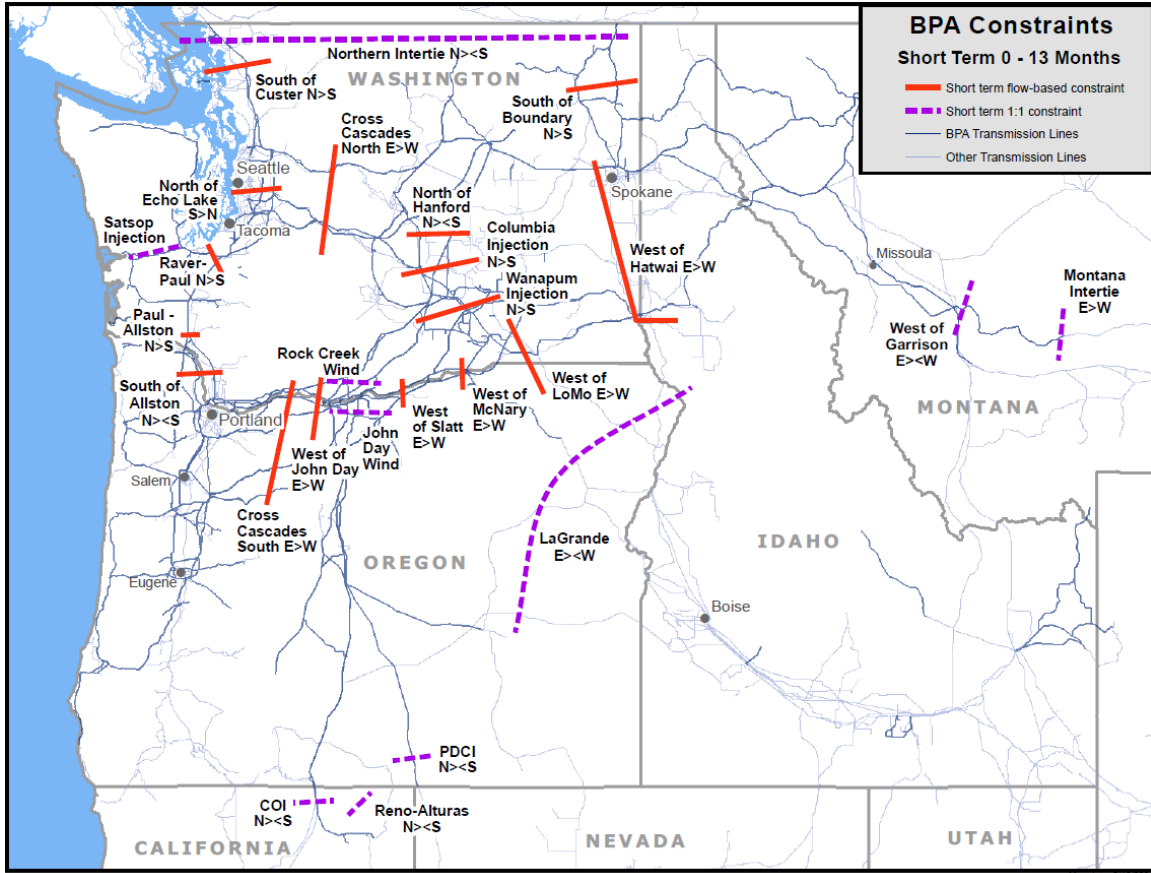 BPA Constraints
Short Term 0 - 13 Months
Short term flow-based constraint
Short term 1:1 constraint
BPA Transmission Lines
Other Transmission Lines
Northern Intertie N><S
WASHINGTON
South of
Custer N>S
South of
Boundary
N>S
Cross
Cascades
North E>W
Seattle
North of
Echo Lake
S>N
Spokane
North of
Hanford
N><S
Satsop
Injection
Tacoma
Columbia
Injection
N>S
West of
Hatwai E>W
Missoula
Raver-
Paul N>S
Wanapum
Injection
N>S
Montana
Intertie
E>W
Paul -
Allston
N>S
West of
Garrison
E><W
Rock Creek
Wind
South of
Allston
N><S
West of
LoMo E>W
MONTANA
West of
McNary
E>W
Portland
West
of Slatt
E>W
John
Day
Wind
West of
John Day
E>W
Salem
Cross
Cascades
South E>W
LaGrande
E><W
IDAHO
OREGON
Eugene
Boise
PDCI
N><S
COI
N><S
Reno-Alturas
N><S
CALIFORNIA
NEVADA
UTAH